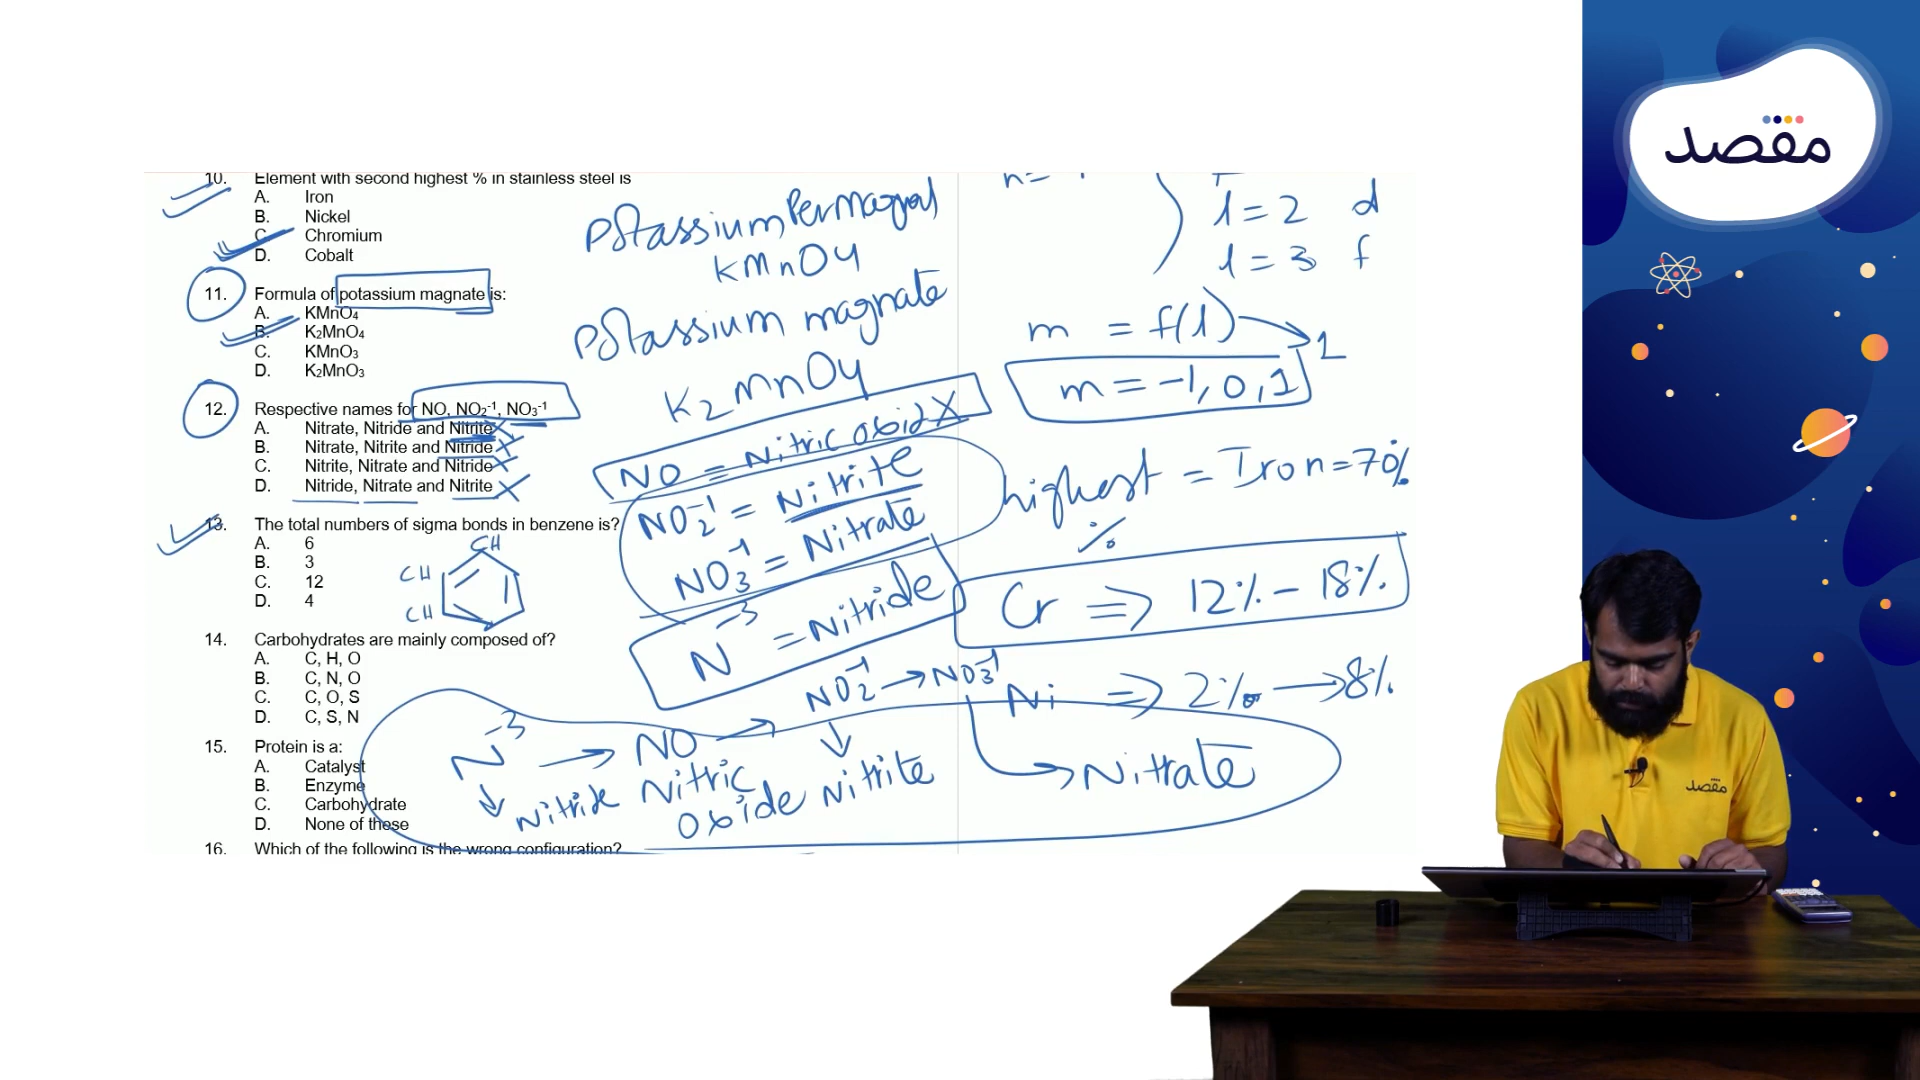 10. Element with second highest % in stainless steel is
A. Iron
B. Nickel
C. Chromium
D. Cobalt
11. Formula of potassium magnate is:
A. KMnO₄
B. K₂MnO₄
C. KMnO₃
D. K₂MnO₃
12. Respective names for NO, NO₂⁻¹, NO₃⁻¹
A. Nitrate, Nitride and Nitrite
B. Nitrate, Nitrite and Nitride
C. Nitrite, Nitrate and Nitride
D. Nitride, Nitrate and Nitrite
13. The total numbers of sigma bonds in benzene is?
A. 6
B. 3
C. 12
D. 4
CH
CH
CH
14. Carbohydrates are mainly composed of?
A. C, H, O
B. C, N, O
C. C, O, S
D. C, S, N
15. Protein is a:
A. Catalyst
B. Enzyme
C. Carbohydrate
D. None of these
16. Which of the following is the wrong configuration?
Potassium
KMnO4
Potassium magnate
K2MnO4
NO = Nitric oxid X
NO₂⁻¹ = Nitrite
NO₃⁻¹ = Nitrate
N⁻³ = Nitride
NO₂⁻¹ → NO₃⁻¹
N⁻³ → NO →
Nitride
Nitric
Oxide
Nitrite
Nitrate
l = 2 d
l = 3 f
m = f(l) → 1
m = -1, 0, 1
highest = Iron = 70%
%
Cr ⇒ 12% - 18%
Ni ⇒ 2% → 8%
مقصد
مقصد